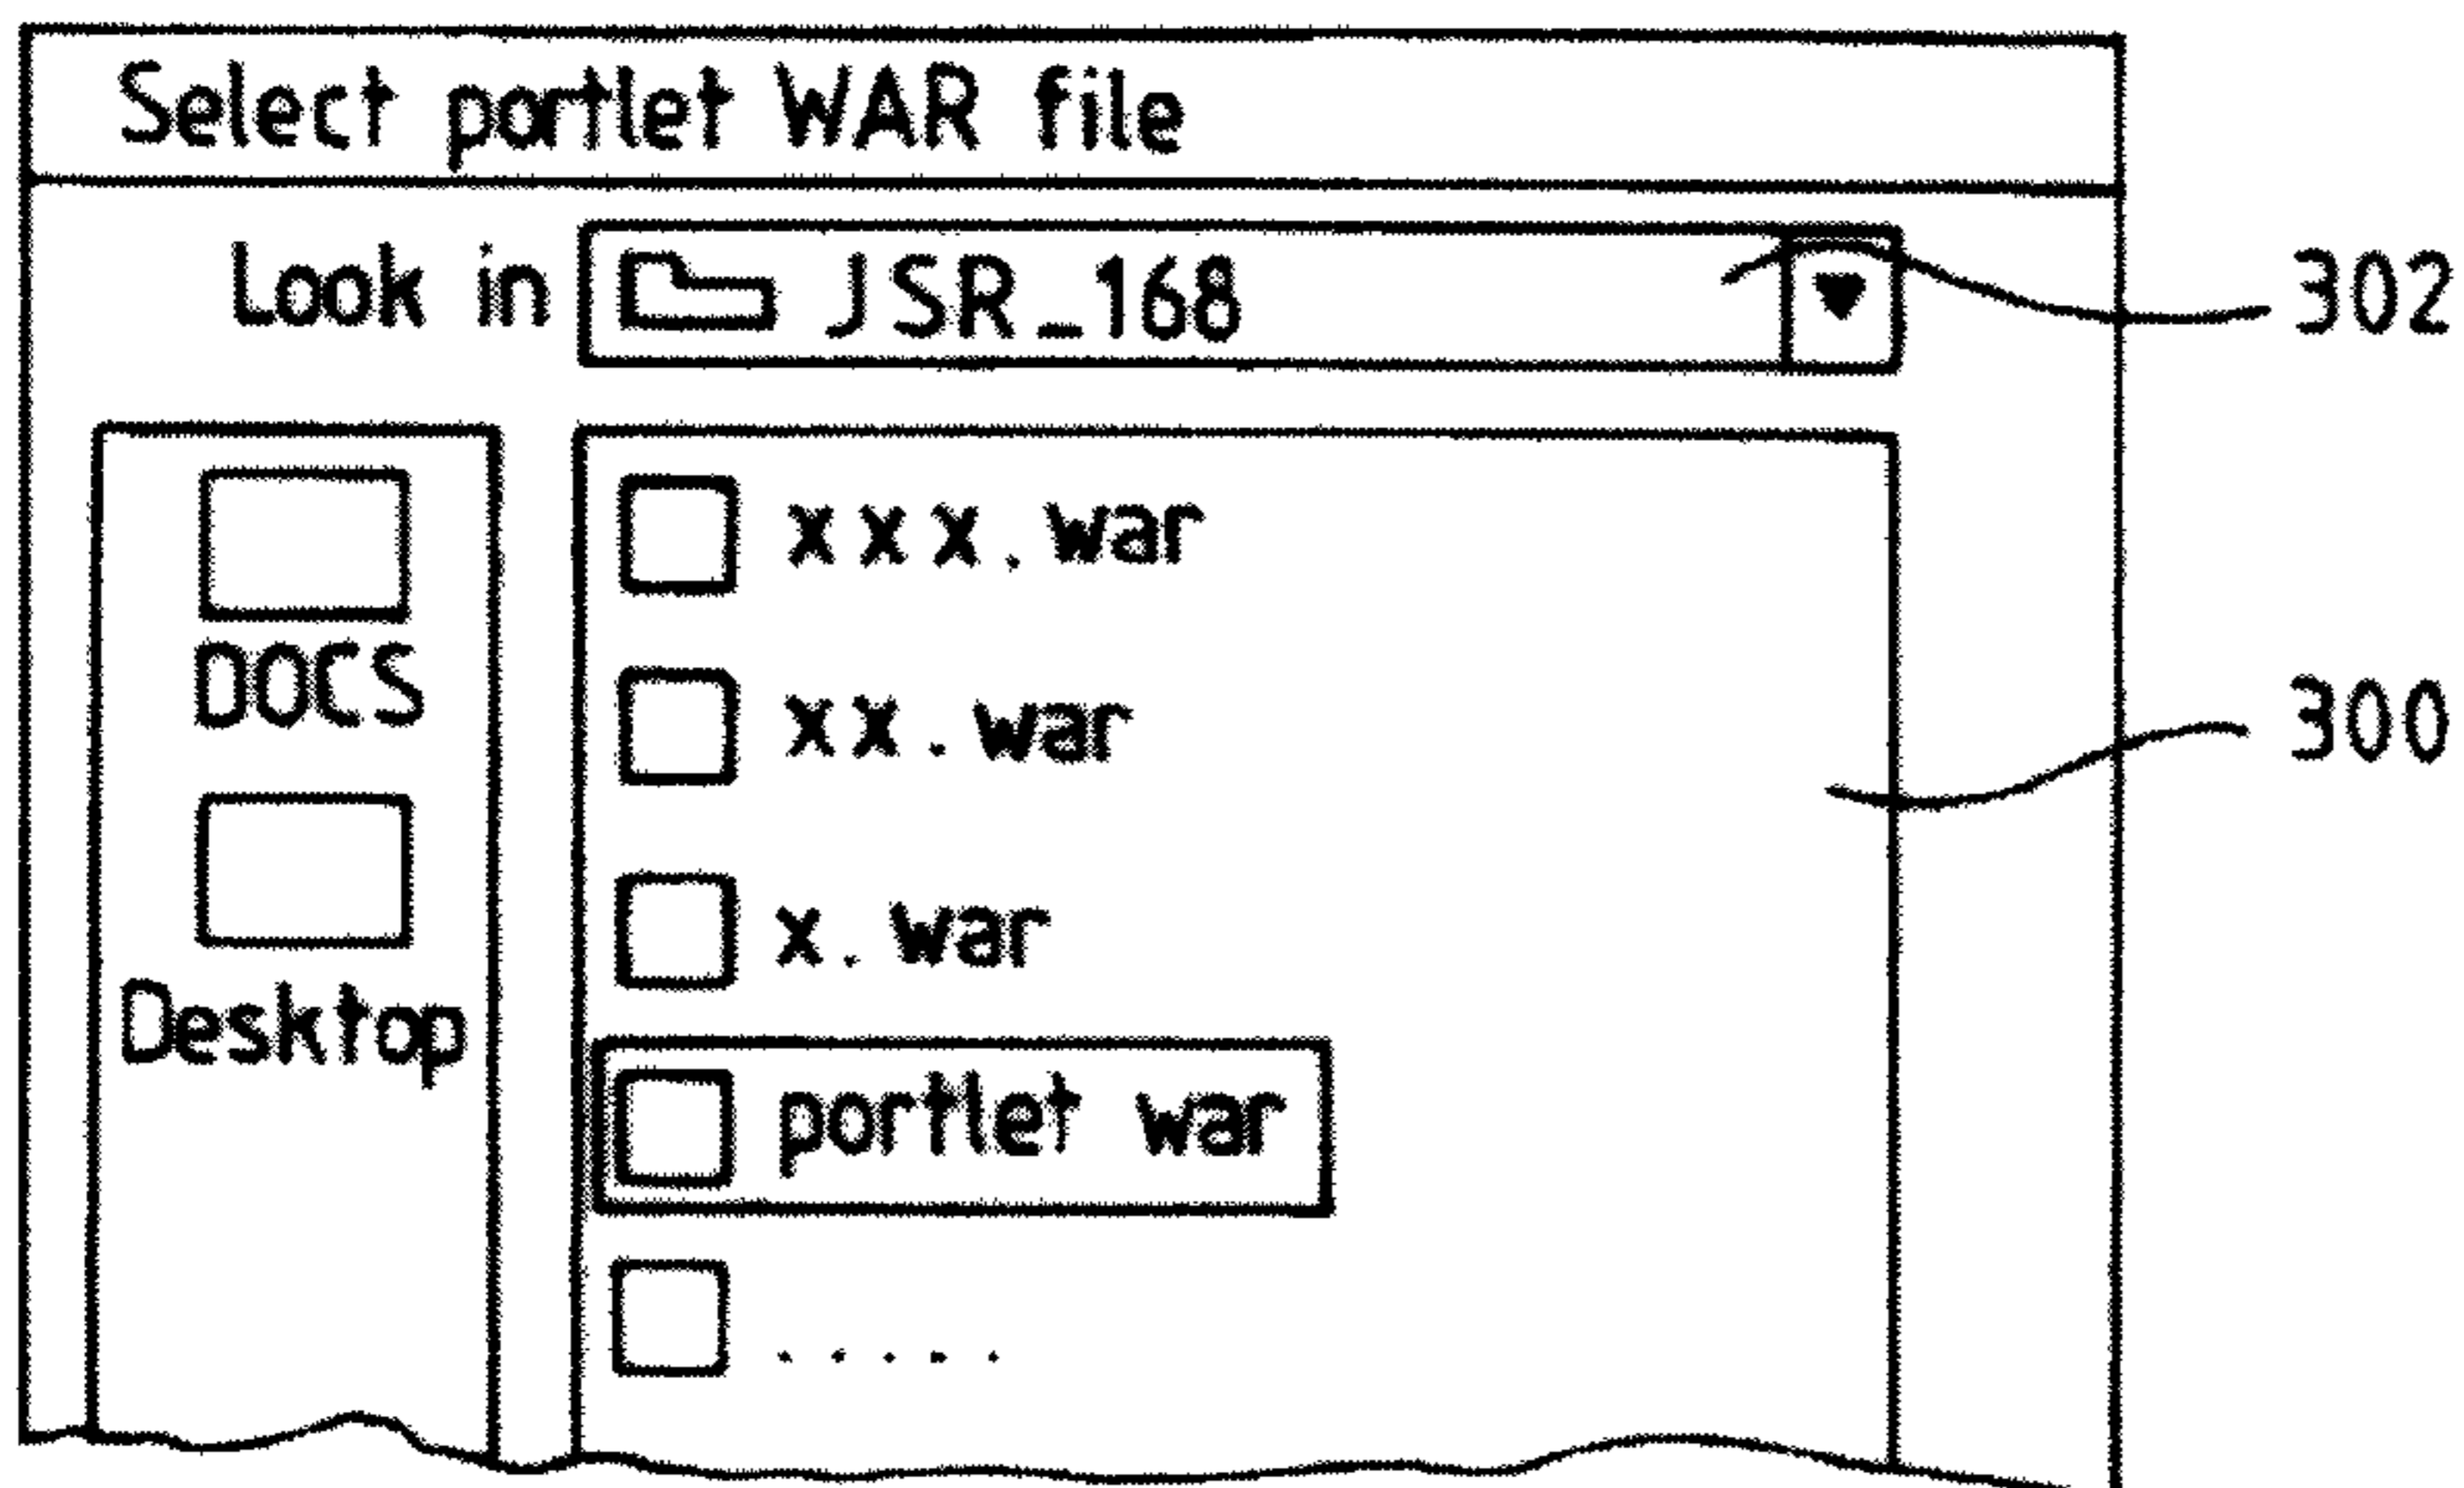 Select portlet WAR file
Look in JSR_168
302
DOCS
Desktop
xxx.war
xx.war
x.war
portlet war
.....
300